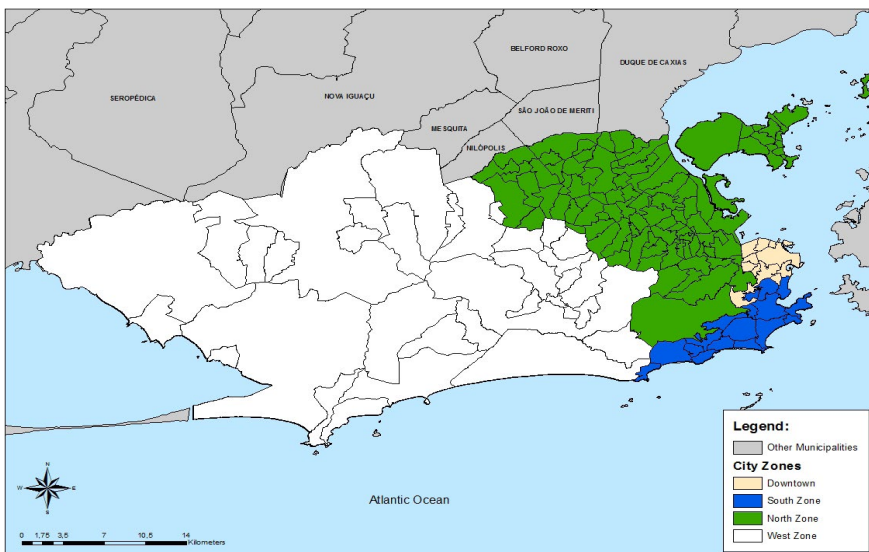 BELFORD ROXO
DUQUE DE CAXIAS
SEROPÉDICA
NOVA IGUAÇU
SÃO JOÃO DE MERITI
MESQUITA
NILÓPOLIS
Legend:
Other Municipalities
City Zones
Downtown
South Zone
North Zone
West Zone
N
W E
S
Atlantic Ocean
0 1,75 3,5 7 10,5 14
Kilometers